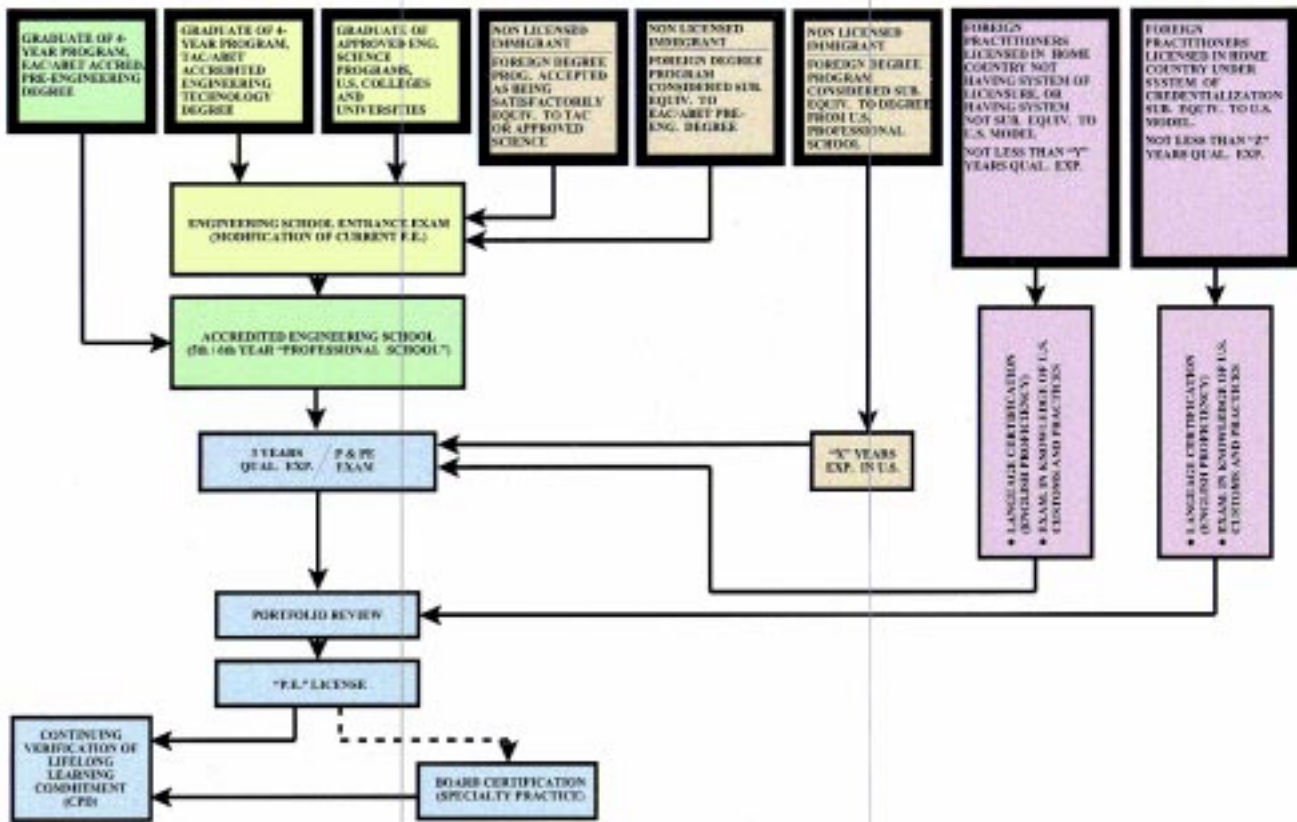 GRADUATE OF 4-
YEAR PROGRAM,
EAC/ABET ACCRED.
PRE-ENGINEERING
DEGREE
GRADUATE OF 4-
YEAR PROGRAM,
TAC/ABET
ACCREDITED
ENGINEERING
TECHNOLOGY
DEGREE
GRADUATE OF
APPROVED ENG.
SCIENCE
PROGRAMS,
U.S. COLLEGES
AND
UNIVERSITIES
NON LICENSED
IMMIGRANT
FOREIGN DEGREE
PROG. ACCEPTED
AS BEING
SATISFACTORILY
EQUIV. TO TAC
OR APPROVED
SCIENCE
NON LICENSED
IMMIGRANT
FOREIGN DEGREE
PROGRAM
CONSIDERED SUB.
EQUIV. TO
EAC/ABET PRE-
ENG. DEGREE
NON LICENSED
IMMIGRANT
FOREIGN DEGREE
PROGRAM
CONSIDERED SUB.
EQUIV. TO DEGREE
FROM U.S.
PROFESSIONAL
SCHOOL
FOREIGN
PRACTITIONERS
LICENSED IN HOME
COUNTRY NOT
HAVING SYSTEM OF
LICENSURE, OR
HAVING SYSTEM
NOT SUB. EQUIV. TO
U.S. MODEL
NOT LESS THAN "Y"
YEARS QUAL. EXP.
FOREIGN
PRACTITIONERS
LICENSED IN HOME
COUNTRY UNDER
SYSTEM OF
CREDENTIALIZATION
SUB. EQUIV. TO U.S.
MODEL.
NOT LESS THAN "Z"
YEARS QUAL. EXP.
ENGINEERING SCHOOL ENTRANCE EXAM
(MODIFICATION OF CURRENT F.E.)
ACCREDITED ENGINEERING SCHOOL
(5th / 6th YEAR "PROFESSIONAL SCHOOL")
3 YEARS
QUAL. EXP.
/
P & PE
EXAM
"X" YEARS
EXP. IN U.S.
● LANGUAGE CERTIFICATION
(ENGLISH PROFICIENCY)
● EXAM. IN KNOWLEDGE OF U.S.
CUSTOMS AND PRACTICES
● LANGUAGE CERTIFICATION
(ENGLISH PROFICIENCY)
● EXAM. IN KNOWLEDGE OF U.S.
CUSTOMS AND PRACTICES
PORTFOLIO REVIEW
"P.E." LICENSE
CONTINUING
VERIFICATION OF
LIFELONG
LEARNING
COMMITMENT
(CPD)
BOARD CERTIFICATION
(SPECIALTY PRACTICE)